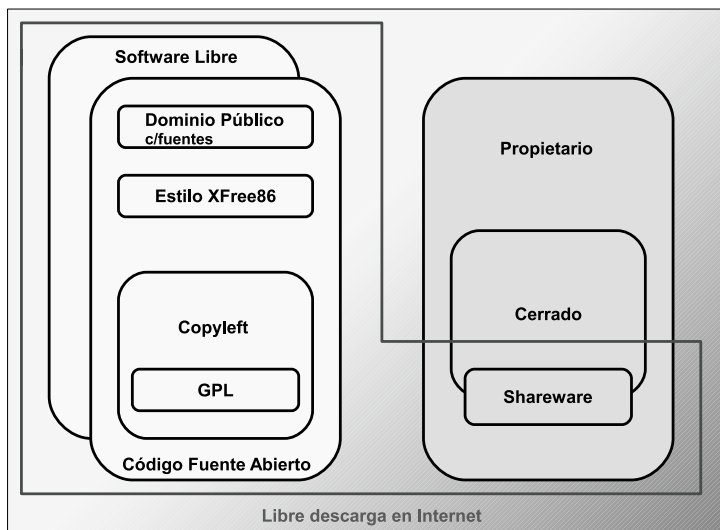 Software Libre
Dominio Público
c/fuentes
Estilo XFree86
Copyleft
GPL
Código Fuente Abierto
Propietario
Cerrado
Shareware
Libre descarga en Internet